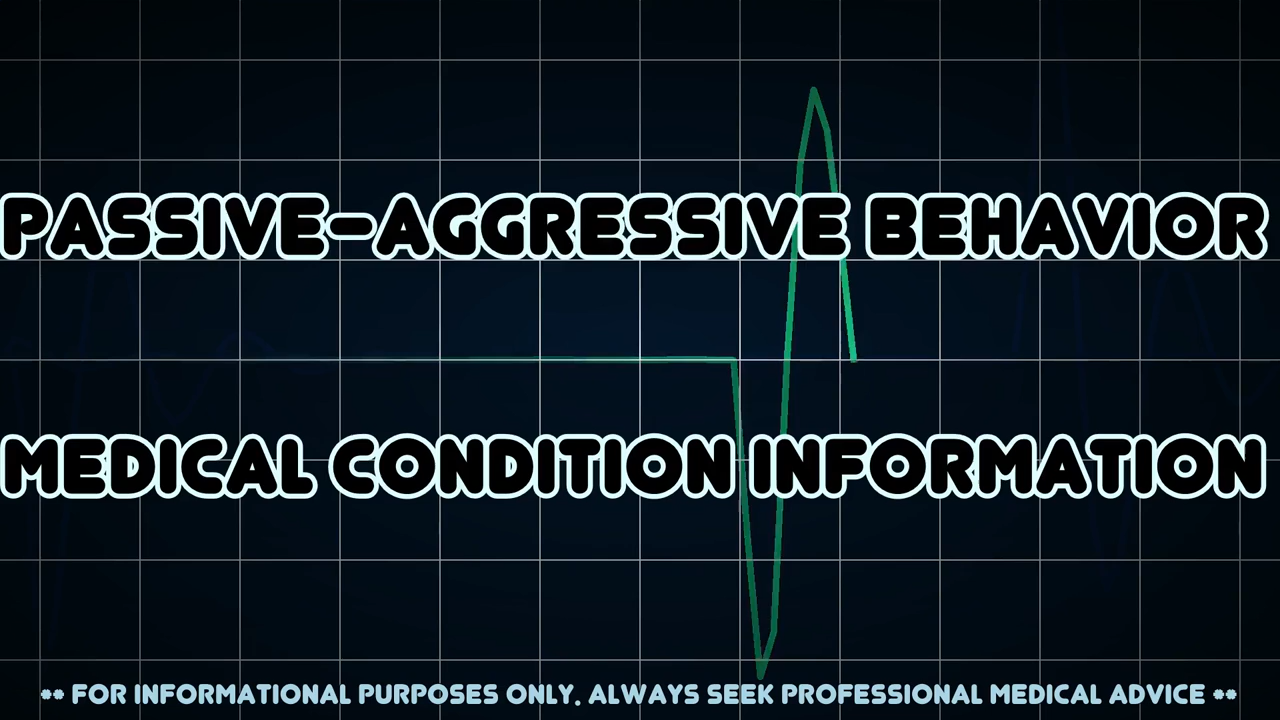 PASSIVE-AGGRESSIVE BEHAVIOR
MEDICAL CONDITION INFORMATION
** FOR INFORMATIONAL PURPOSES ONLY. ALWAYS SEEK PROFESSIONAL MEDICAL ADVICE **